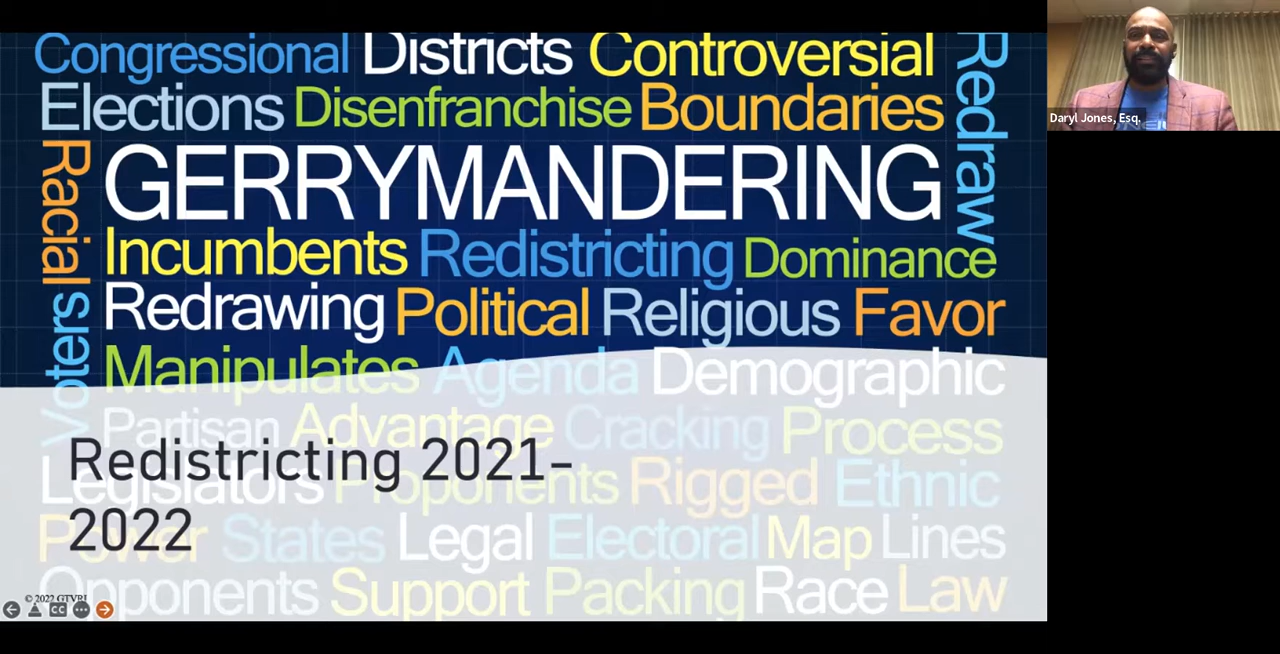 Congressional Districts Controversial
Redraw
Elections Disenfranchise Boundaries
Racial
GERRYMANDERING
Incumbents Redistricting Dominance
Redrawing Political Religious Favor
Voters
Manipulates Agenda Demographic
Partisan Advantage Cracking Process
Legislators Proponents Rigged Ethnic
Power States Legal Electoral Map Lines
Opponents Support Packing Race Law
Redistricting 2021–
2022
© 2022 GTVPI
CC
Daryl Jones, Esq.